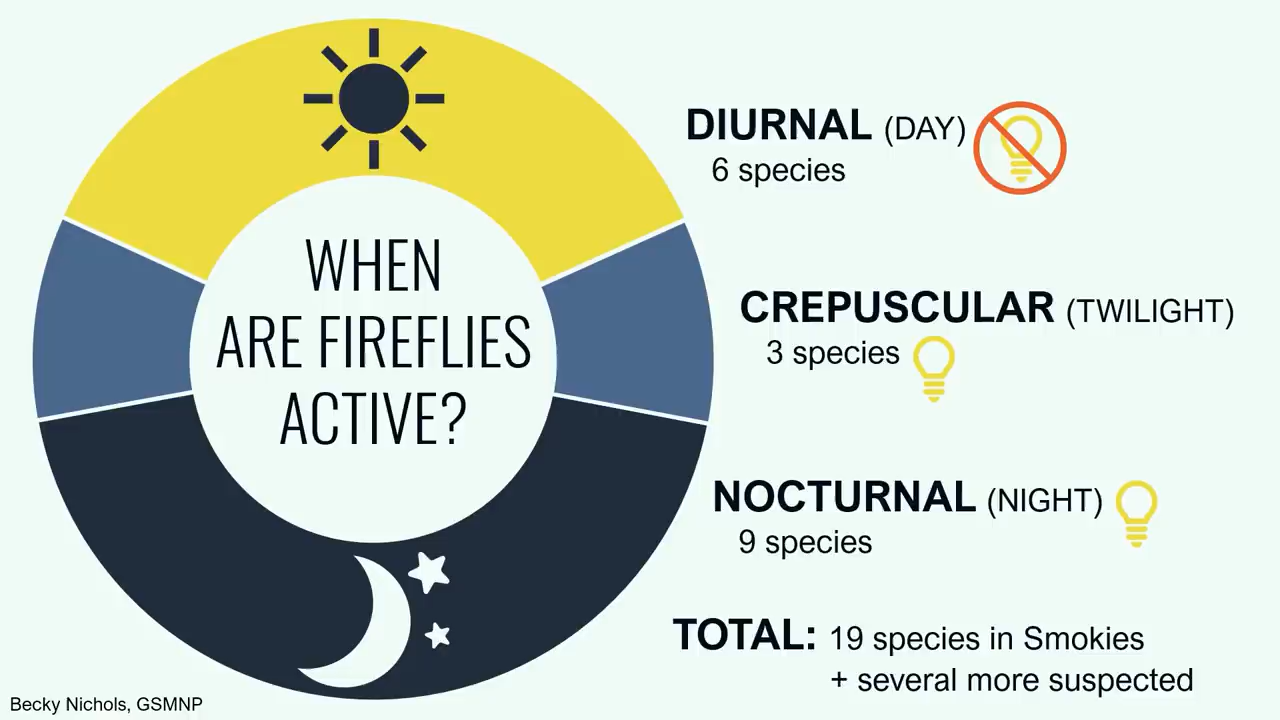 WHEN
ARE FIREFLIES
ACTIVE?
DIURNAL (DAY)
6 species
CREPUSCULAR (TWILIGHT)
3 species
NOCTURNAL (NIGHT)
9 species
TOTAL: 19 species in Smokies
+ several more suspected
Becky Nichols, GSMNP